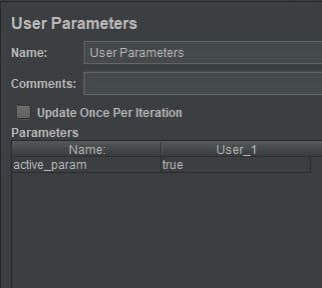 User Parameters
Name: User Parameters
Comments:
Update Once Per Iteration
Parameters
Name: User_1
active_param true